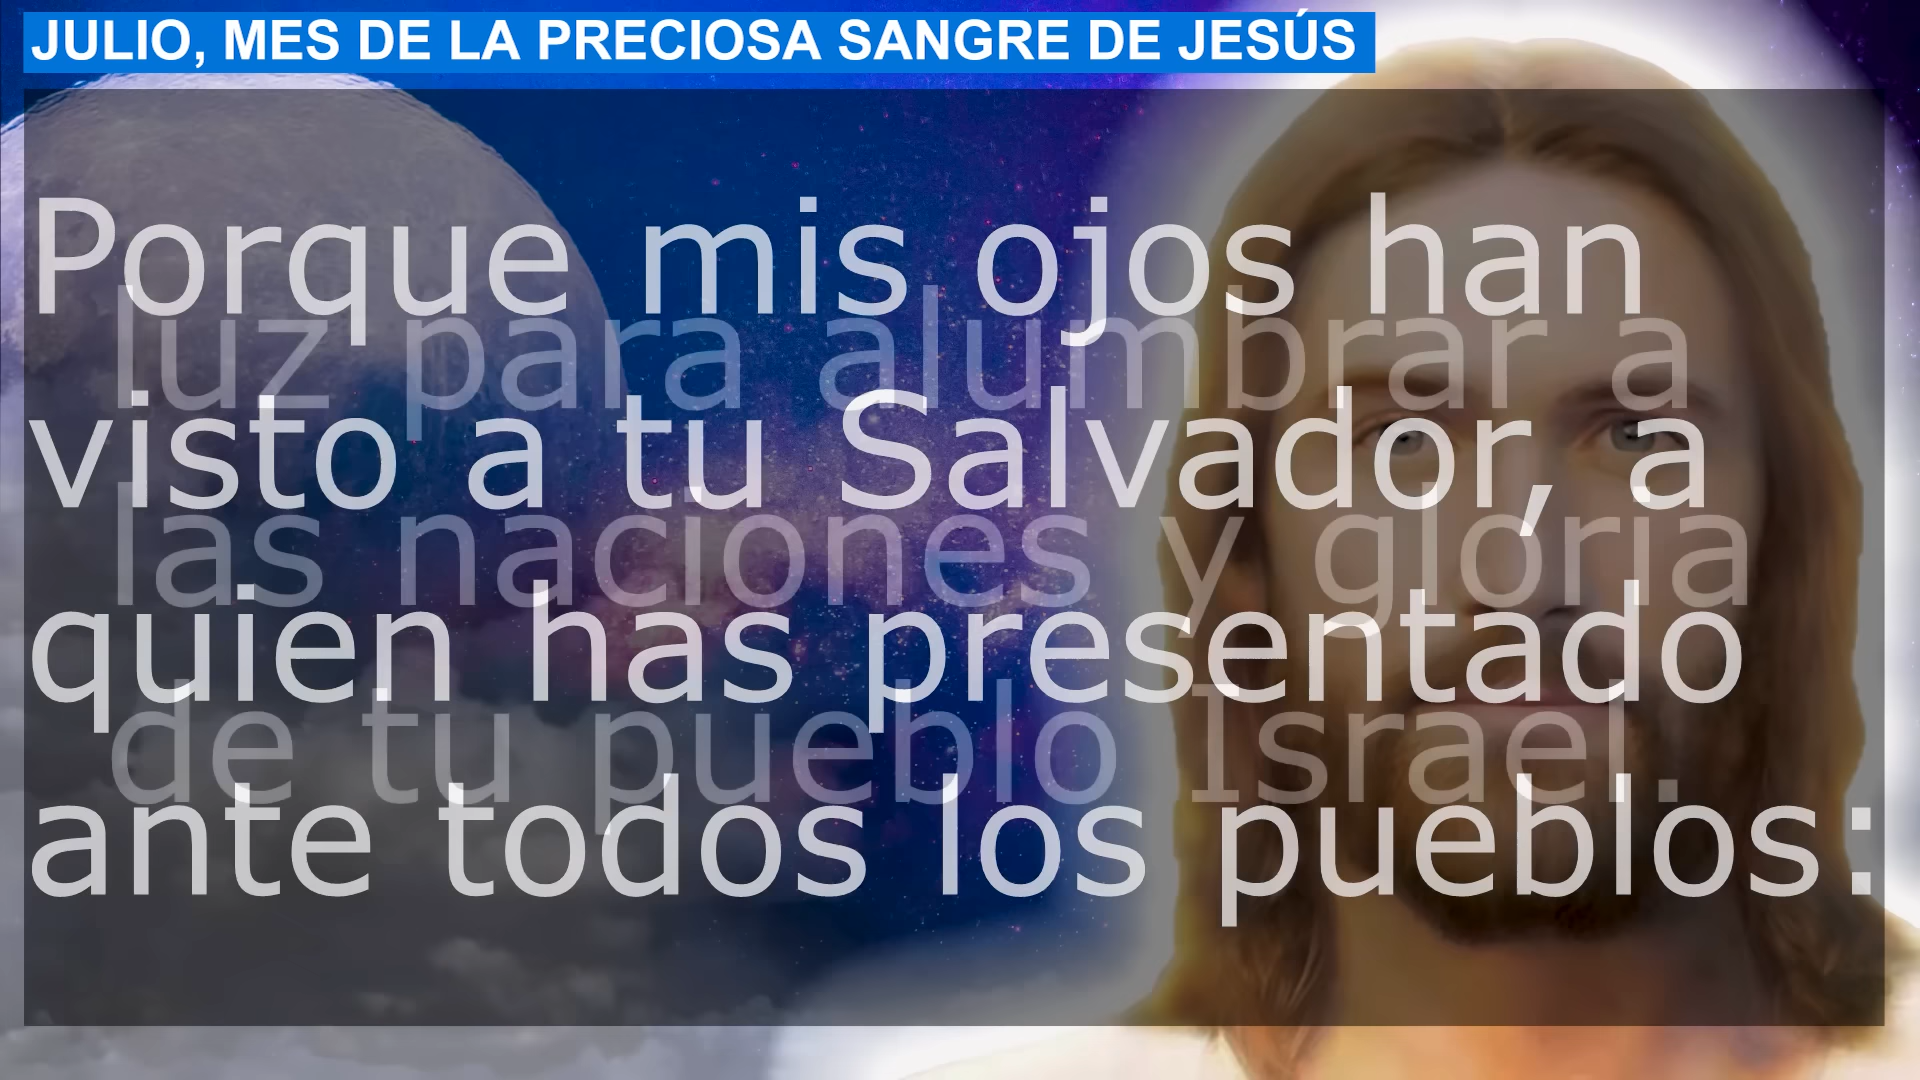 JULIO, MES DE LA PRECIOSA SANGRE DE JESÚS
Porque mis ojos han
visto a tu Salvador, a
quien has presentado
ante todos los pueblos:
luz para alumbrar a
las naciones y gloria
de tu pueblo Israel.